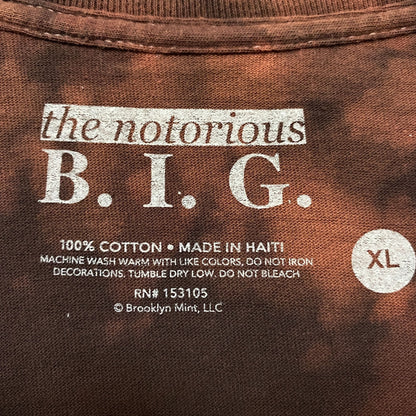 the notorious
B. I. G.
100% COTTON • MADE IN HAITI
MACHINE WASH WARM WITH LIKE COLORS, DO NOT IRON
DECORATIONS. TUMBLE DRY LOW. DO NOT BLEACH
RN# 153105
© Brooklyn Mint, LLC
XL